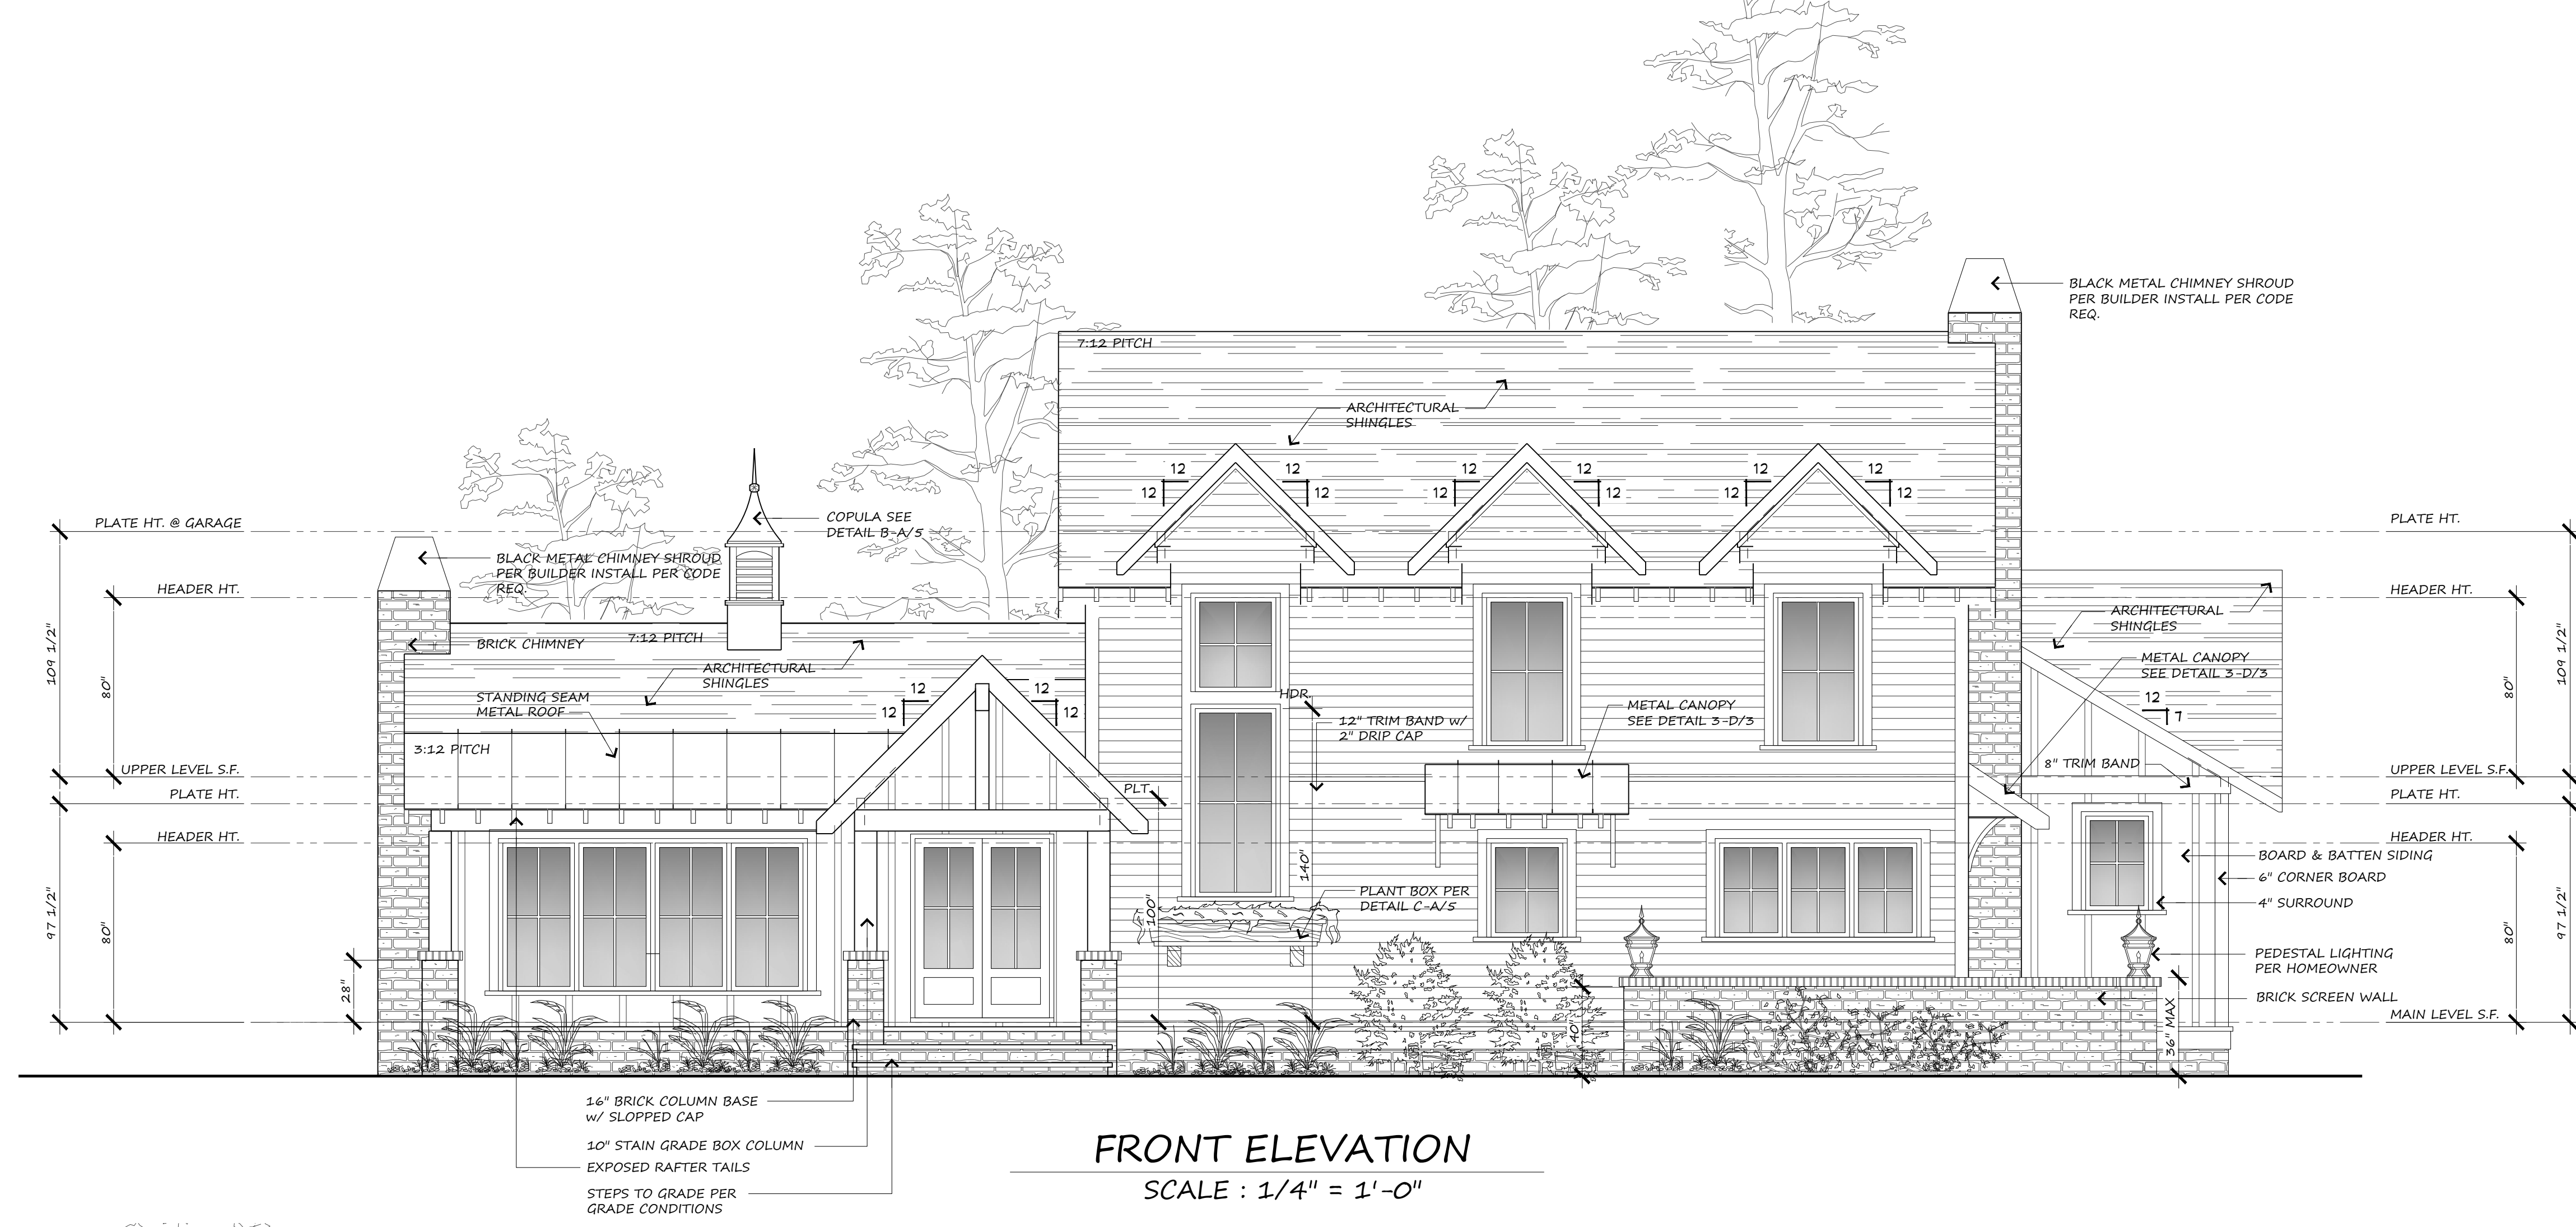 BLACK METAL CHIMNEY SHROUD
PER BUILDER INSTALL PER CODE
REQ.
7:12 PITCH
ARCHITECTURAL
SHINGLES
12
12
12
12
12
12
12
12
12
12
12
12
PLATE HT. @ GARAGE
COPULA SEE
DETAIL B-A/5
PLATE HT.
BLACK METAL CHIMNEY SHROUD
PER BUILDER INSTALL PER CODE
REQ.
HEADER HT.
HEADER HT.
109 1/2"
80"
BRICK CHIMNEY
7:12 PITCH
ARCHITECTURAL
SHINGLES
STANDING SEAM
METAL ROOF
12
12
12
12
3:12 PITCH
HDR.
12" TRIM BAND w/
2" DRIP CAP
METAL CANOPY
SEE DETAIL 3-D/3
ARCHITECTURAL
SHINGLES
METAL CANOPY
SEE DETAIL 3-D/3
12
7
8" TRIM BAND
80"
109 1/2"
UPPER LEVEL S.F.
PLATE HT.
HEADER HT.
PLT.
UPPER LEVEL S.F.
PLATE HT.
HEADER HT.
97 1/2"
80"
28"
100"
140"
PLANT BOX PER
DETAIL C-A/5
BOARD & BATTEN SIDING
6" CORNER BOARD
4" SURROUND
PEDESTAL LIGHTING
PER HOMEOWNER
BRICK SCREEN WALL
MAIN LEVEL S.F.
80"
97 1/2"
40"
36" MAX
16" BRICK COLUMN BASE
w/ SLOPPED CAP
10" STAIN GRADE BOX COLUMN
EXPOSED RAFTER TAILS
STEPS TO GRADE PER
GRADE CONDITIONS
FRONT ELEVATION
SCALE : 1/4" = 1'-0"